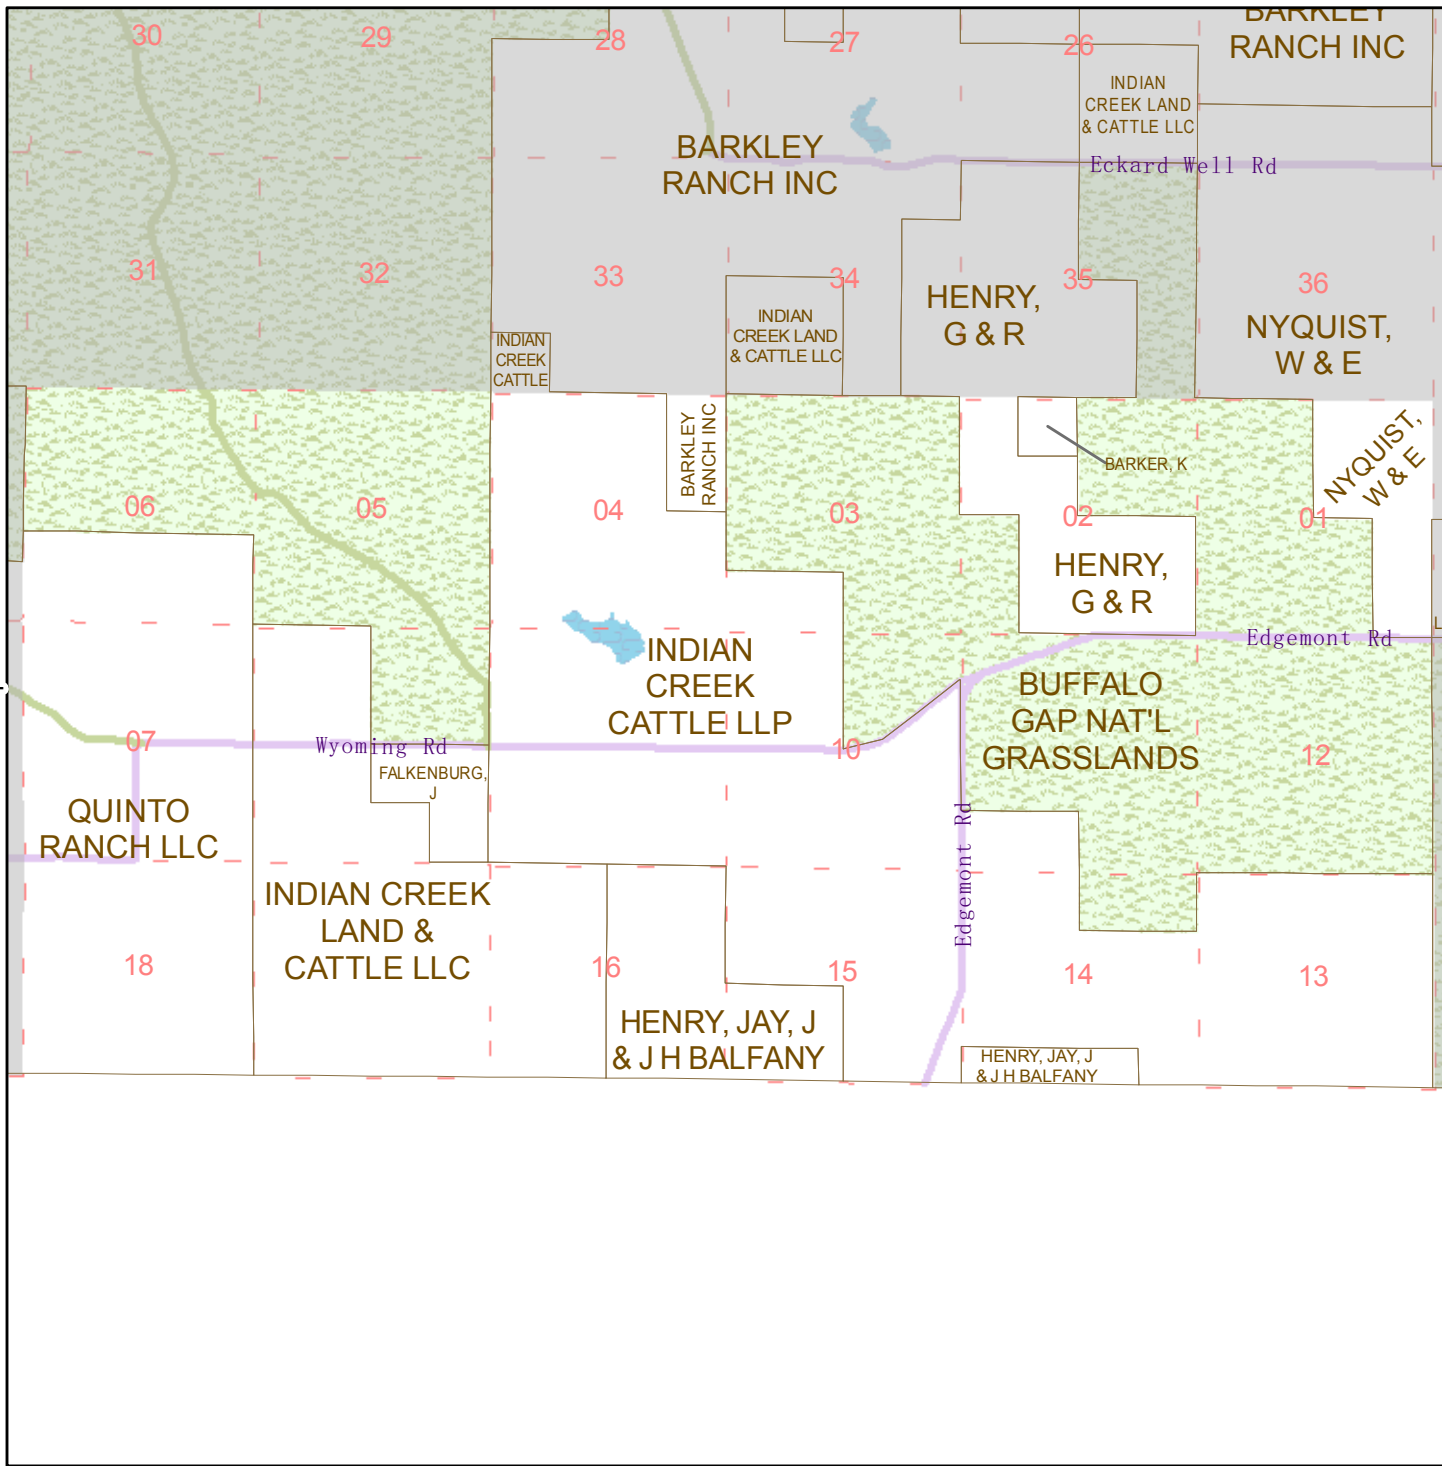 30
29
28
27
26
BARKLEY
RANCH INC
INDIAN
CREEK LAND
& CATTLE LLC
BARKLEY
RANCH INC
Eckard Well Rd
31
32
33
34
35
36
INDIAN
CREEK LAND
& CATTLE LLC
HENRY,
G & R
NYQUIST,
W & E
INDIAN
CREEK
CATTLE
BARKLEY
RANCH INC
BARKER, K
NYQUIST,
W & E
06
05
04
03
02
01
HENRY,
G & R
Edgemont Rd
INDIAN
CREEK
CATTLE LLP
BUFFALO
GAP NAT'L
GRASSLANDS
07
Wyoming Rd
10
12
FALKENBURG,
J
QUINTO
RANCH LLC
Edgemont Rd
INDIAN CREEK
LAND &
CATTLE LLC
18
16
15
14
13
HENRY, JAY, J
& J H BALFANY
HENRY, JAY, J
& J H BALFANY